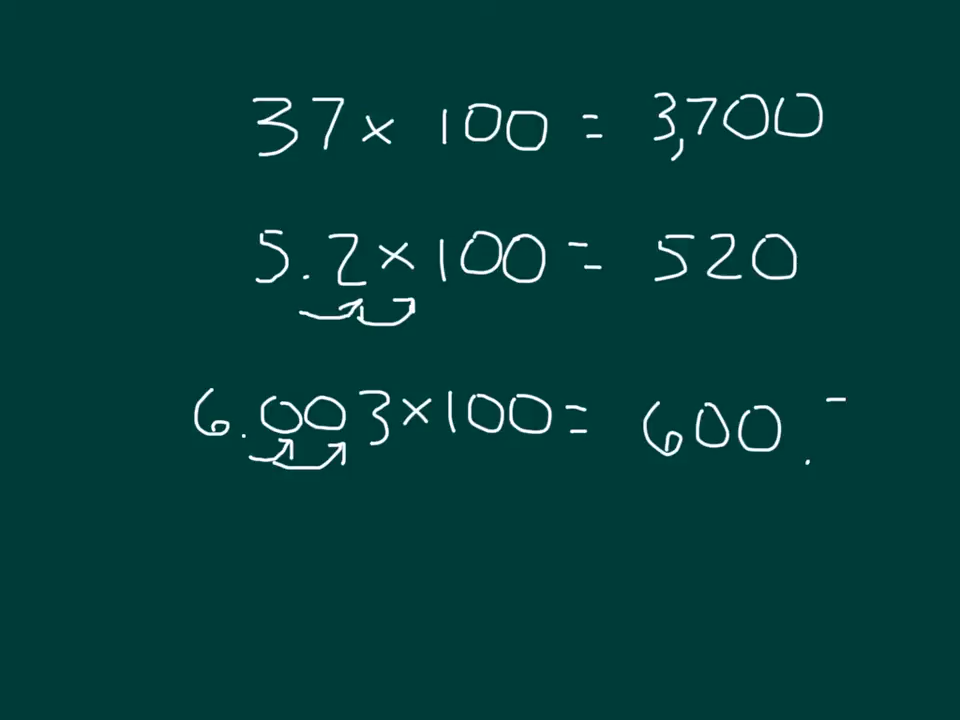 37 × 100 = 3,700
5.2 × 100 = 520
6.003 × 100 = 600.